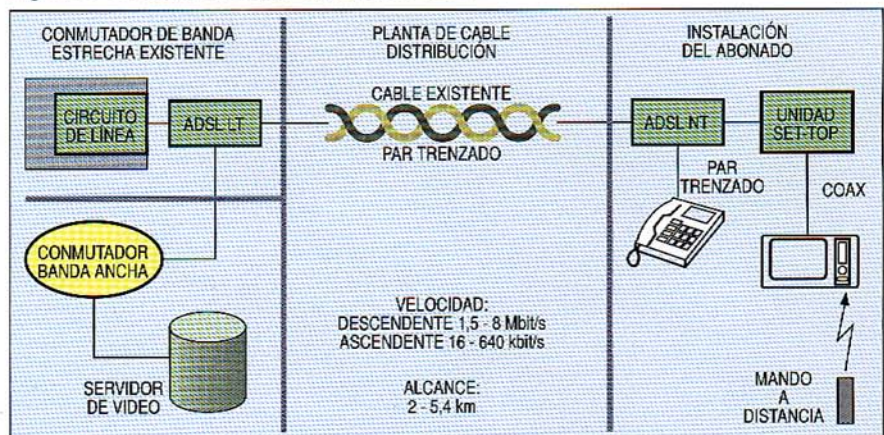 CONMUTADOR DE BANDA
ESTRECHA EXISTENTE
CIRCUITO
DE LÍNEA
ADSL LT
CONMUTADOR
BANDA ANCHA
SERVIDOR
DE VIDEO
PLANTA DE CABLE
DISTRIBUCIÓN
CABLE EXISTENTE
PAR TRENZADO
VELOCIDAD:
DESCENDENTE 1,5 - 8 Mbit/s
ASCENDENTE 16 - 640 kbit/s
ALCANCE:
2 - 5,4 km
INSTALACIÓN
DEL ABONADO
ADSL NT
UNIDAD
SET-TOP
PAR
TRENZADO
COAX
MANDO
A
DISTANCIA